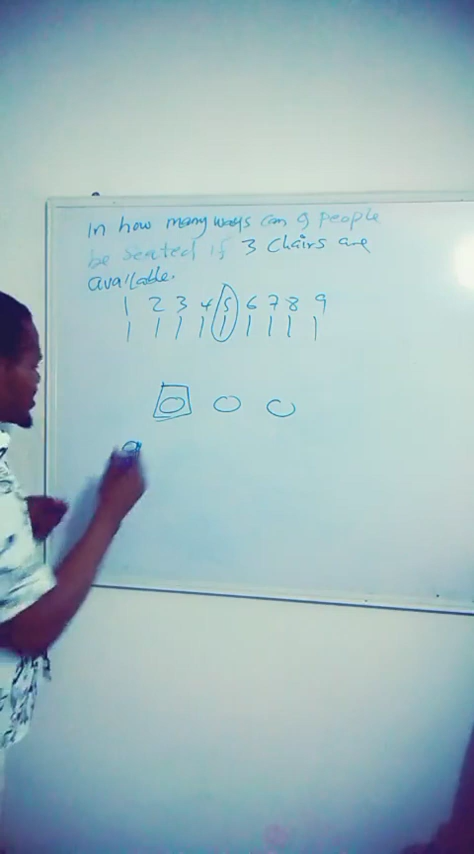 In how many ways can 9 people
be seated if 3 chairs are
available.
1 2 3 4 5 6 7 8 9
9